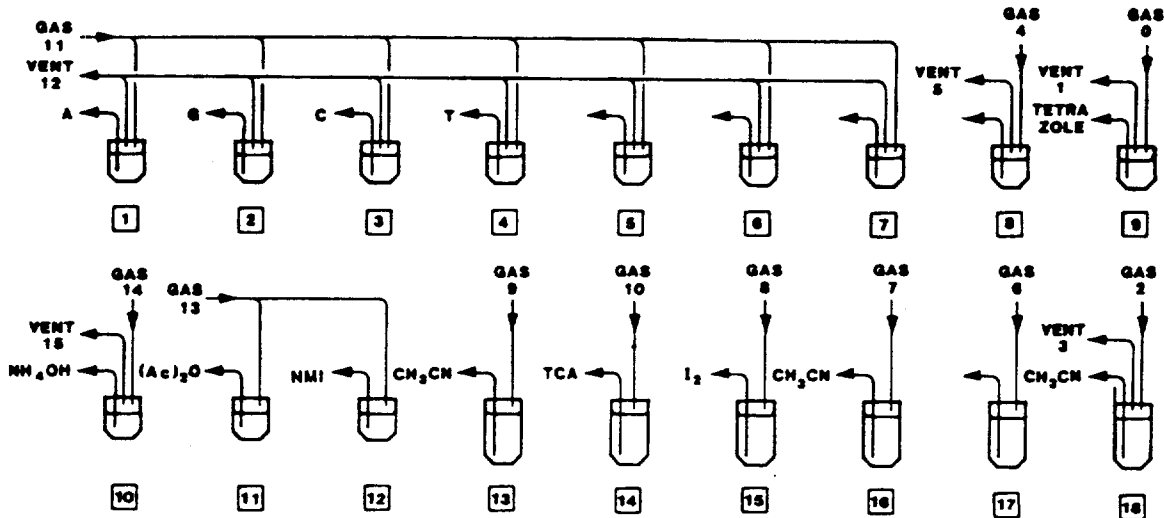 GAS
11
VENT
12
A
G
C
T
GAS
4
VENT
5
GAS
0
VENT
1
TETRA
ZOLE
1
2
3
4
5
6
7
8
9
GAS
14
VENT
15
NH₄OH
GAS
13
(Ac)₂O
NMI
GAS
9
CH₃CN
GAS
10
TCA
GAS
8
I₂
GAS
7
CH₃CN
GAS
6
GAS
2
VENT
3
CH₃CN
10
11
12
13
14
15
16
17
18